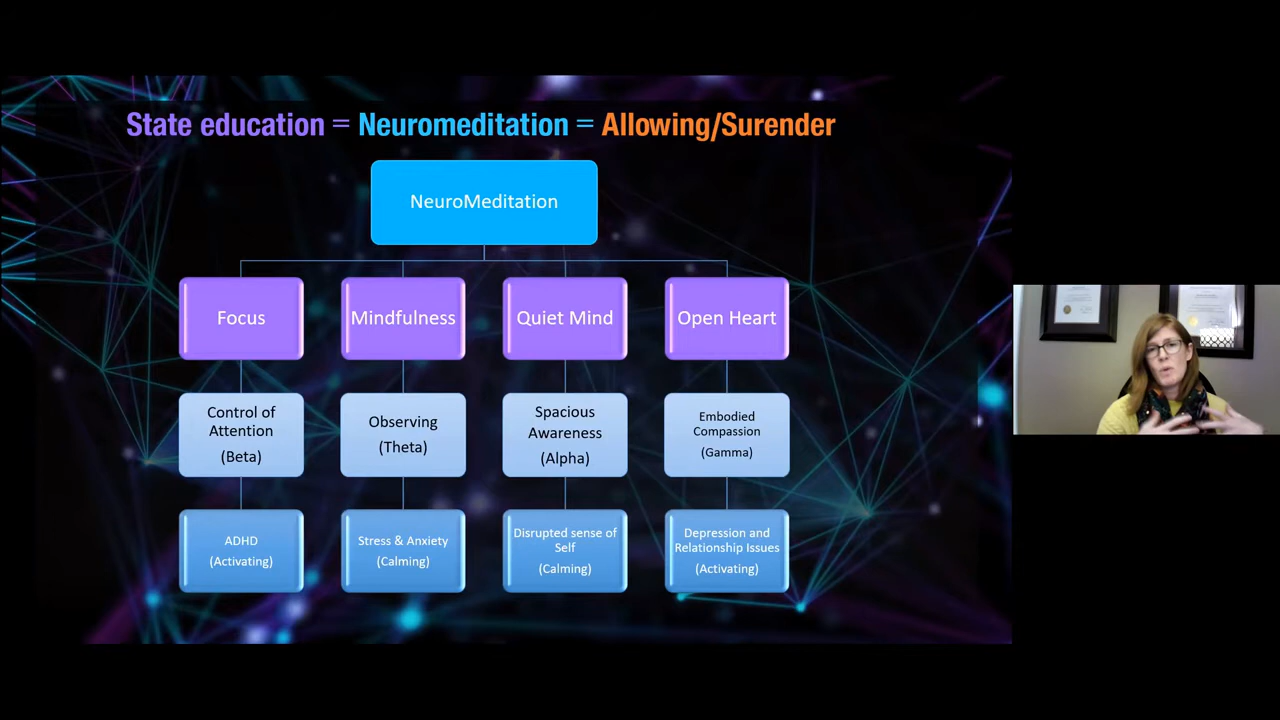 State education = Neuromeditation = Allowing/Surender
NeuroMeditation
Focus
Mindfulness
Quiet Mind
Open Heart
Control of
Attention
(Beta)
Observing
(Theta)
Spacious
Awareness
(Alpha)
Embodied
Compassion
(Gamma)
ADHD
(Activating)
Stress & Anxiety
(Calming)
Disrupted sense of
Self
(Calming)
Depression and
Relationship Issues
(Activating)